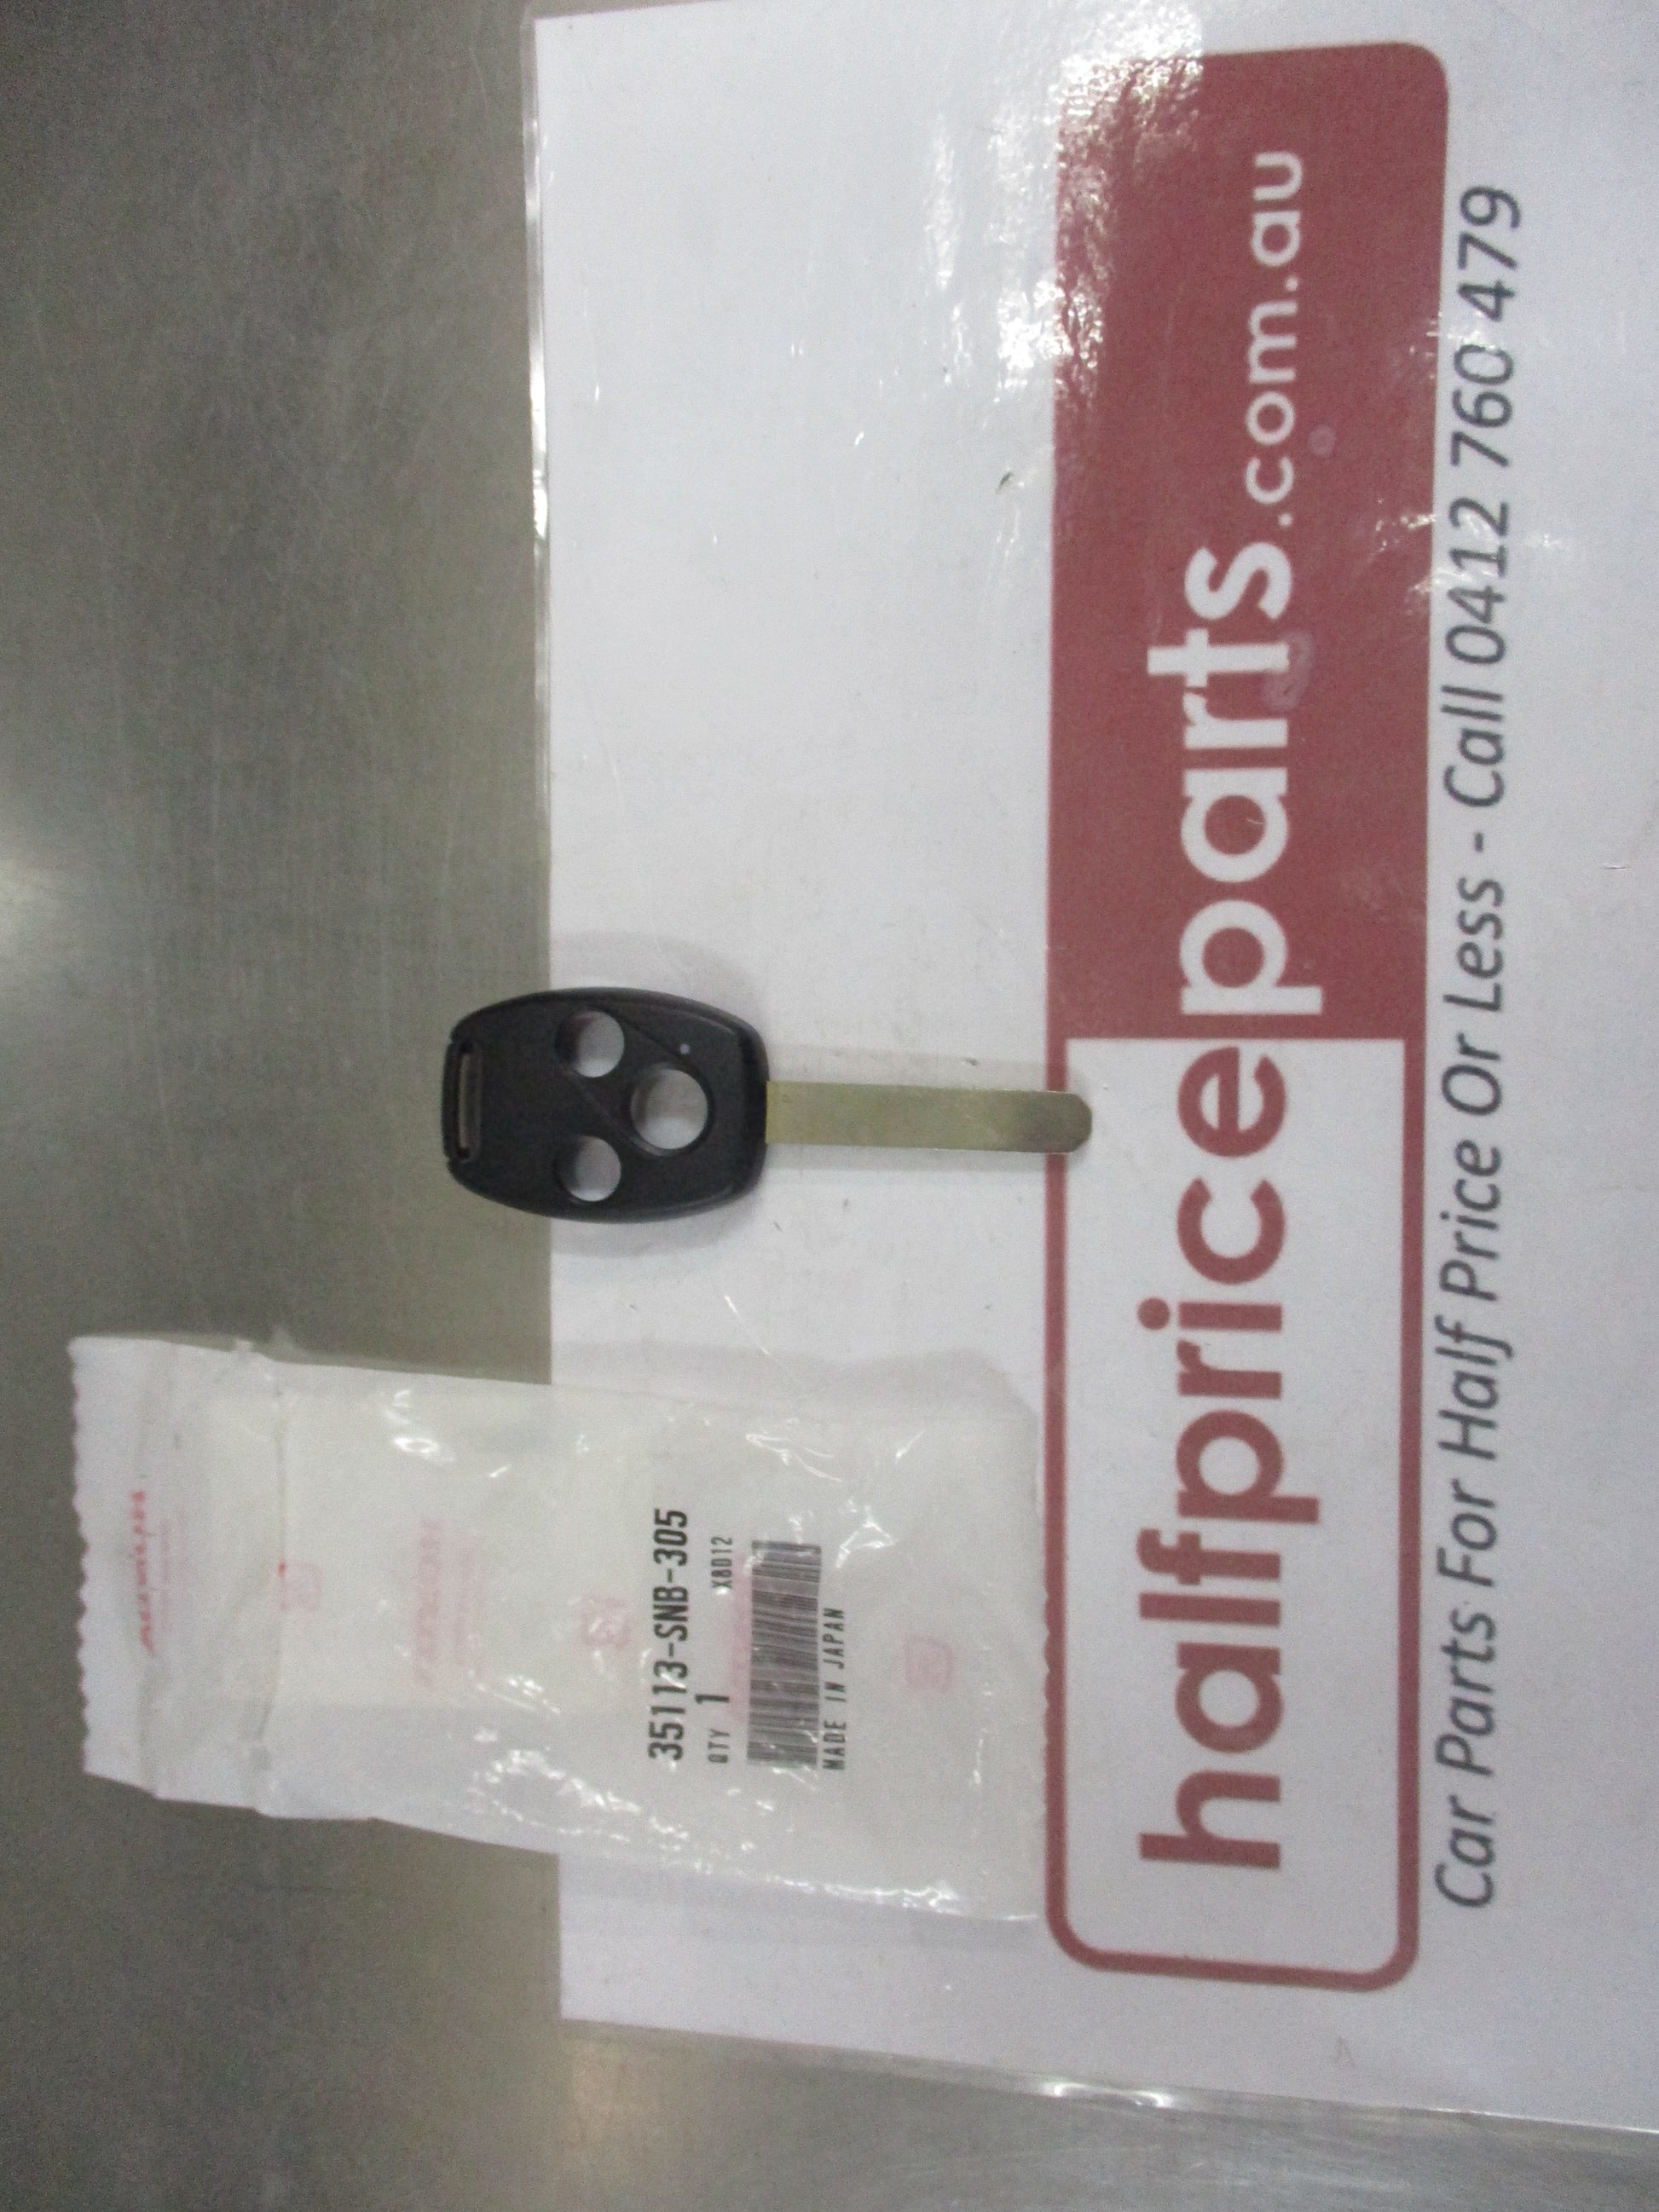 35113-SNB-305
QTY 1 X8D12
MADE IN JAPAN
halfpriceparts.com.au
Car Parts For Half Price Or Less - Call 0412 760 479